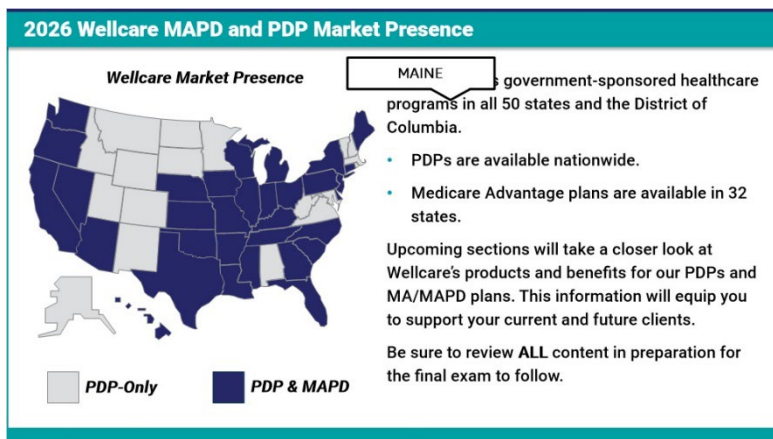 2026 Wellcare MAPD and PDP Market Presence
Wellcare Market Presence
MAINE
government-sponsored healthcare
programs in all 50 states and the District of
Columbia.
• PDPs are available nationwide.
• Medicare Advantage plans are available in 32
states.
Upcoming sections will take a closer look at
Wellcare’s products and benefits for our PDPs and
MA/MAPD plans. This information will equip you
to support your current and future clients.
Be sure to review ALL content in preparation for
the final exam to follow.
PDP-Only
PDP & MAPD